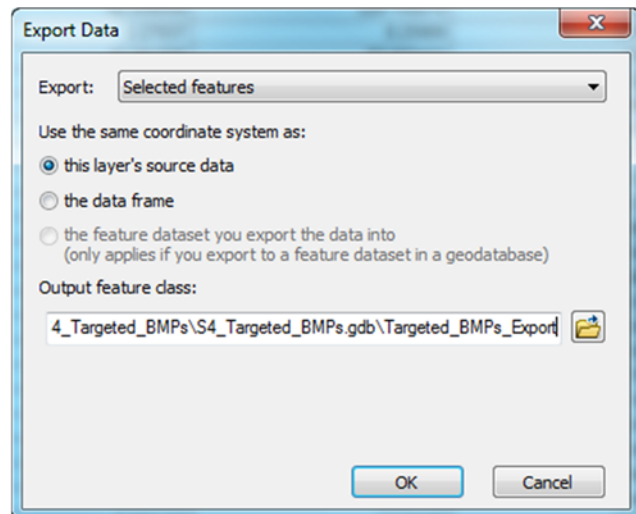 Export Data
Export: Selected features
Use the same coordinate system as:
this layer's source data
the data frame
the feature dataset you export the data into
(only applies if you export to a feature dataset in a geodatabase)
Output feature class:
4_Targeted_BMPs\S4_Targeted_BMPs.gdb\Targeted_BMPs_Export
OK Cancel